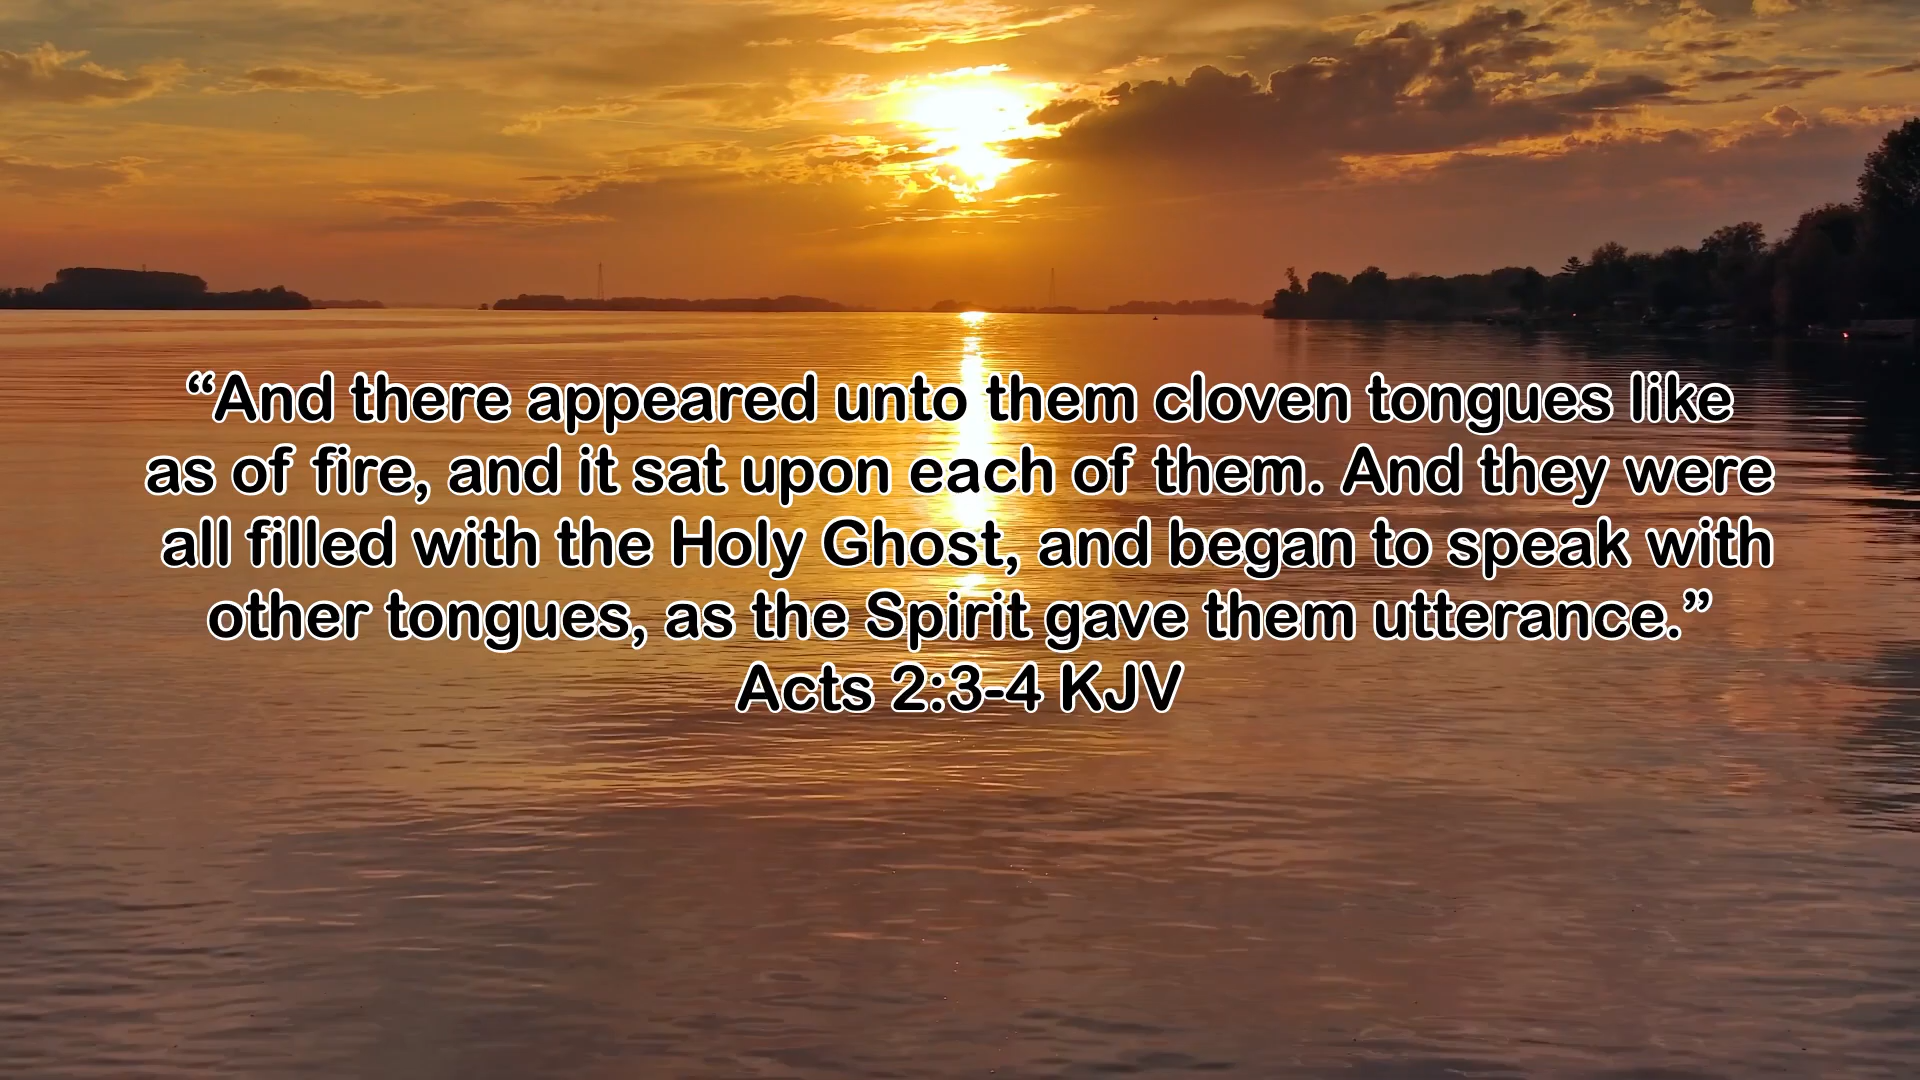 “And there appeared unto them cloven tongues like
as of fire, and it sat upon each of them. And they were
all filled with the Holy Ghost, and began to speak with
other tongues, as the Spirit gave them utterance.”
Acts 2:3-4 KJV